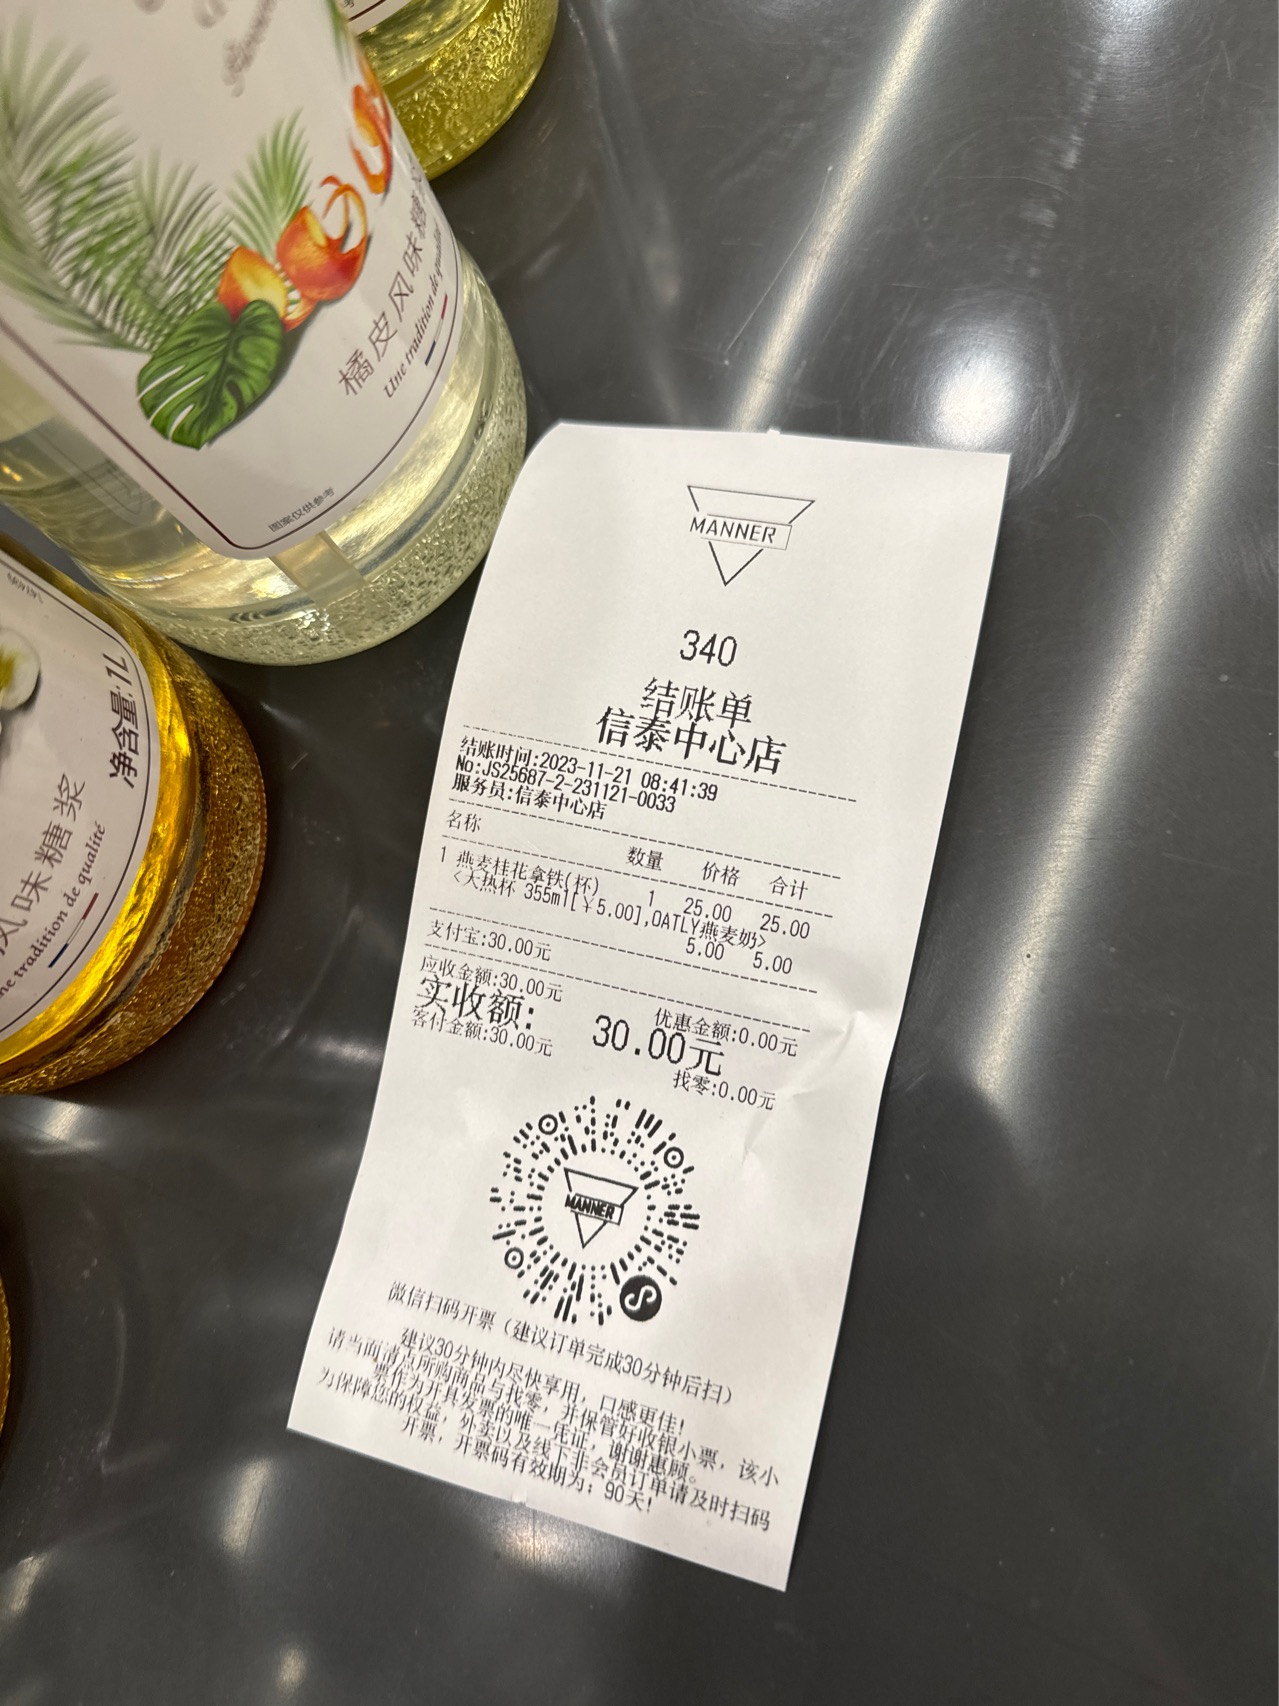 橘皮风味糖
Une tradition de qualité
图案仅供参考
净含量:1L
风味糖浆
Une tradition de qualité
MANNER
340
结账单
信泰中心店
结账时间:2023-11-21 08:41:39
No:JS25687-2-231121-0033
服务员:信泰中心店
名称 数量 价格 合计
1 燕麦桂花拿铁(杯) 1 25.00 25.00
<大热杯 355ml[￥5.00],OATLY燕麦奶>
5.00 5.00
支付宝:30.00元
应收金额:30.00元 优惠金额:0.00元
实收额: 30.00元
客付金额:30.00元 找零:0.00元
MANNER
微信扫码开票（建议订单完成30分钟后扫）
建议30分钟内尽快享用，口感更佳!
请当面清点所购商品与找零，并保管好收银小票，该小
票作为开具发票的唯一凭证，谢谢惠顾。
为保障您的权益，外卖以及线下非会员订单请及时扫码
开票，开票码有效期为：90天!